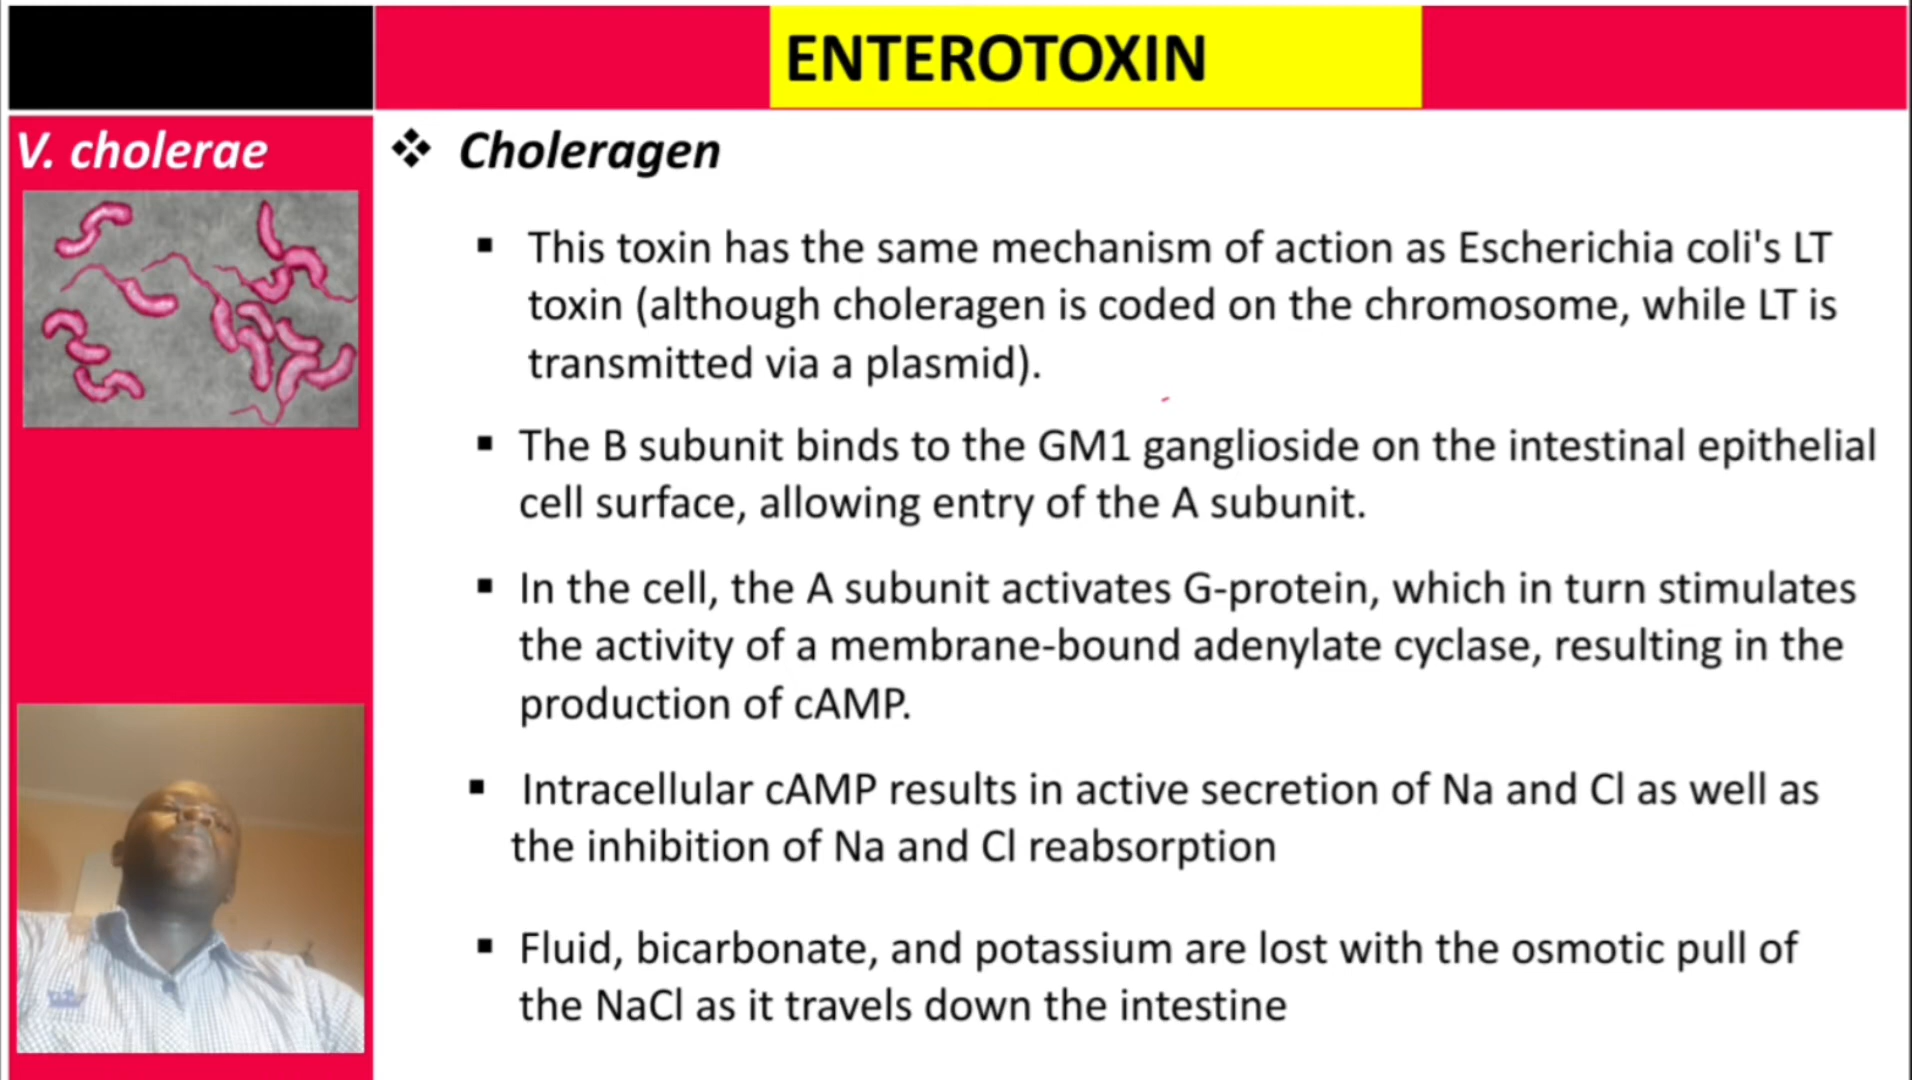 ENTEROTOXIN
V. cholerae
❖ Choleragen
▪ This toxin has the same mechanism of action as Escherichia coli's LT
toxin (although choleragen is coded on the chromosome, while LT is
transmitted via a plasmid).
▪ The B subunit binds to the GM1 ganglioside on the intestinal epithelial
cell surface, allowing entry of the A subunit.
▪ In the cell, the A subunit activates G-protein, which in turn stimulates
the activity of a membrane-bound adenylate cyclase, resulting in the
production of cAMP.
▪ Intracellular cAMP results in active secretion of Na and Cl as well as
the inhibition of Na and Cl reabsorption
▪ Fluid, bicarbonate, and potassium are lost with the osmotic pull of
the NaCl as it travels down the intestine